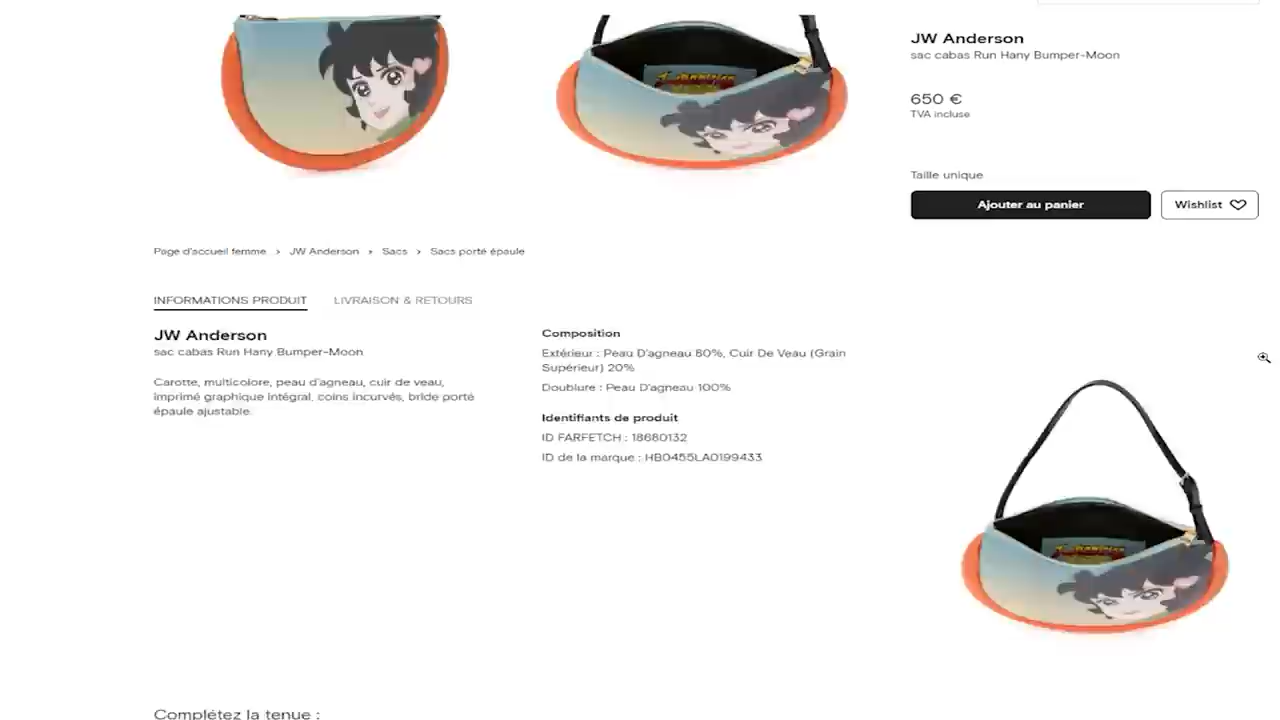 JW Anderson
sac cabas Run Hany Bumper-Moon
650 €
TVA incluse
Taille unique
Ajouter au panier
Wishlist
Page d'accueil femme › JW Anderson › Sacs › Sacs porté épaule
INFORMATIONS PRODUIT
LIVRAISON & RETOURS
JW Anderson
sac cabas Run Hany Bumper-Moon
Carotte, multicolore, peau d'agneau, cuir de veau,
imprimé graphique intégral, coins incurvés, bride porté
épaule ajustable.
Composition
Extérieur : Peau D'agneau 80%, Cuir De Veau (Grain
Supérieur) 20%
Doublure : Peau D'agneau 100%
Identifiants de produit
ID FARFETCH : 18680132
ID de la marque : HB0455LA0199433
Complétez la tenue :